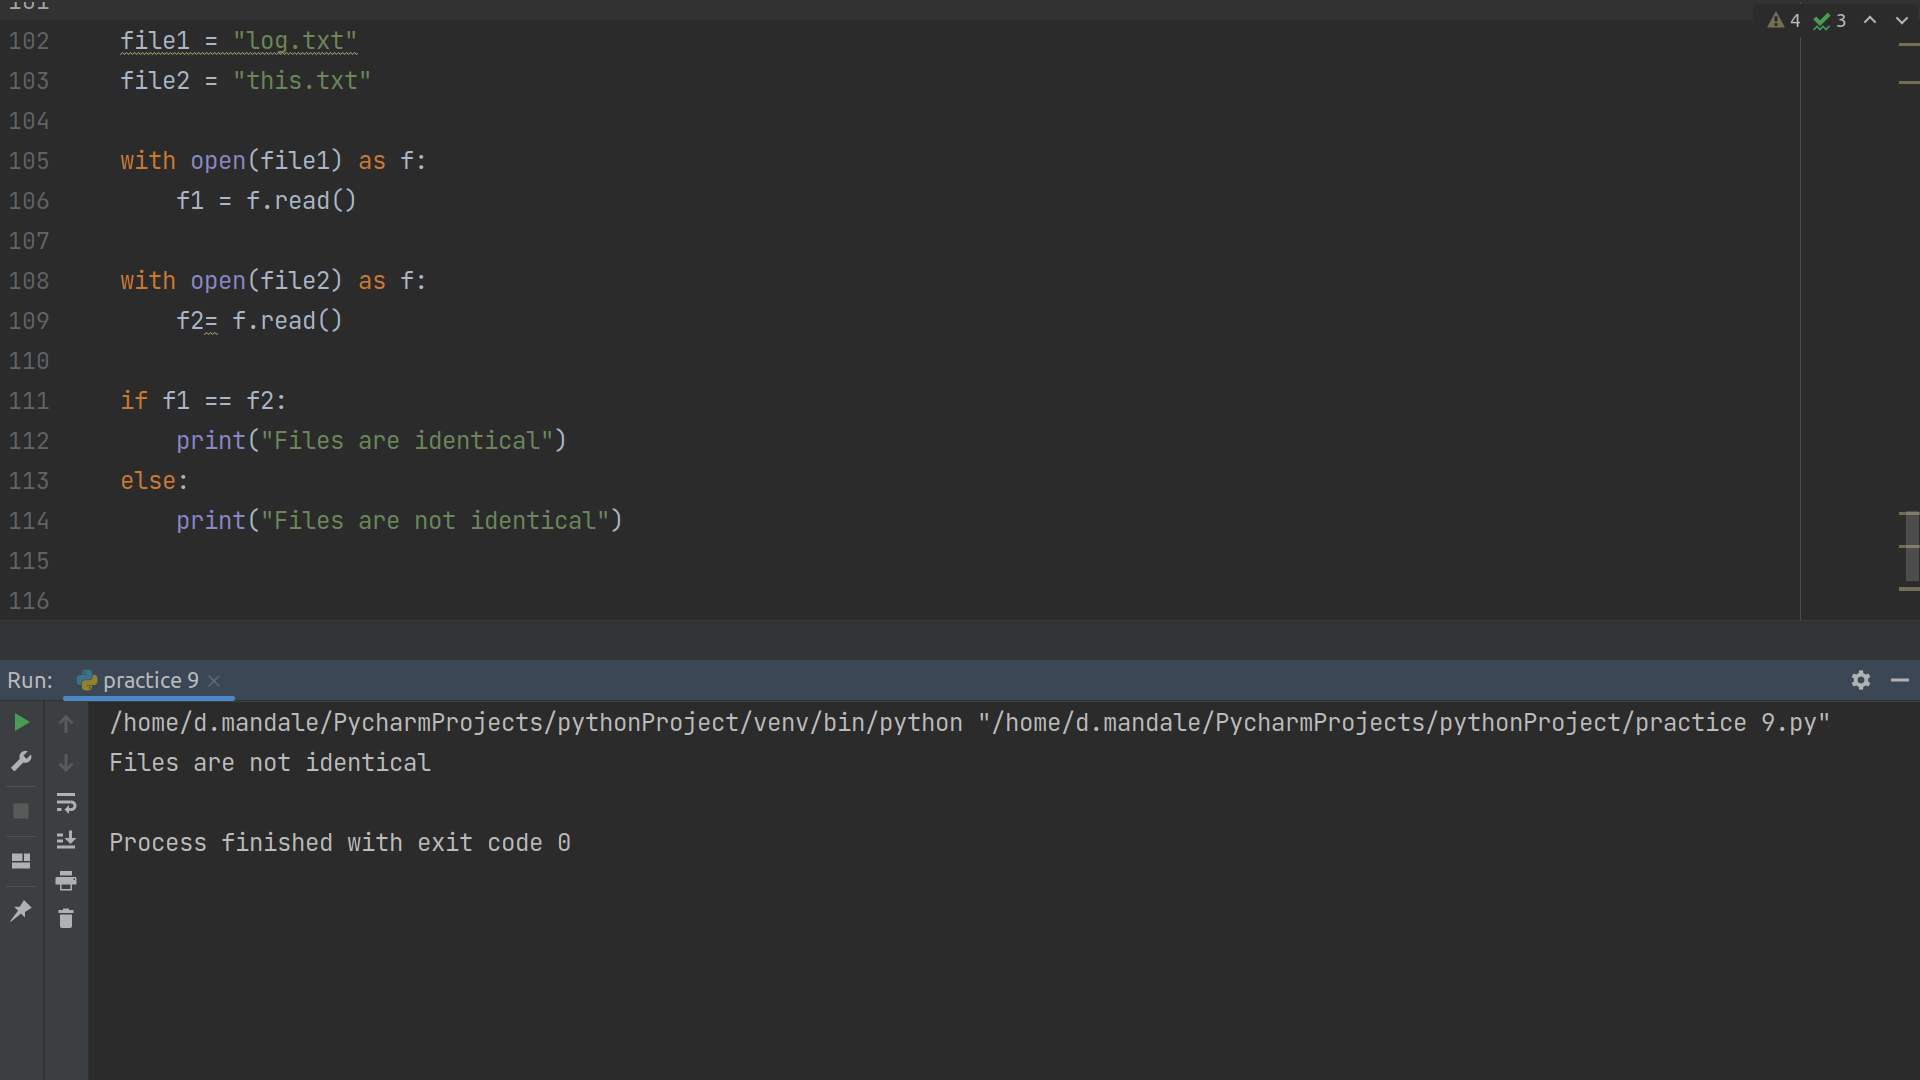 102 file1 = "log.txt"
103 file2 = "this.txt"
104
105 with open(file1) as f:
106     f1 = f.read()
107
108 with open(file2) as f:
109     f2= f.read()
110
111 if f1 == f2:
112     print("Files are identical")
113 else:
114     print("Files are not identical")
115
116
4 3
Run: practice 9
/home/d.mandale/PycharmProjects/pythonProject/venv/bin/python "/home/d.mandale/PycharmProjects/pythonProject/practice 9.py"
Files are not identical
Process finished with exit code 0